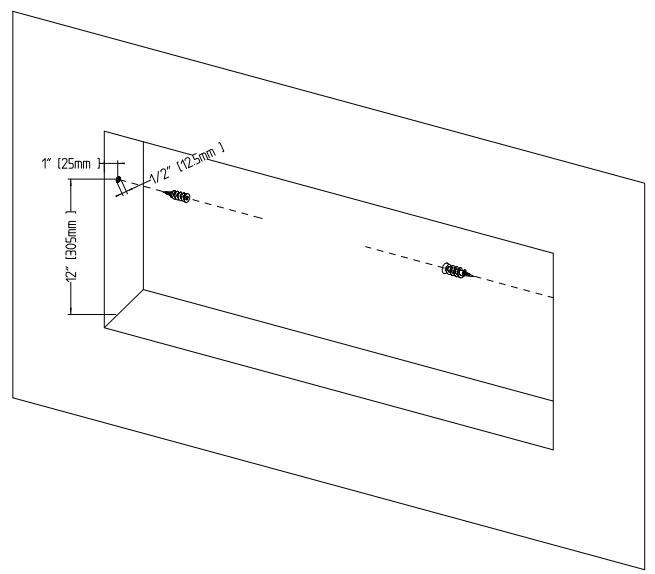 1" [25mm ]
1/2" [12.5mm ]
12" [305mm ]